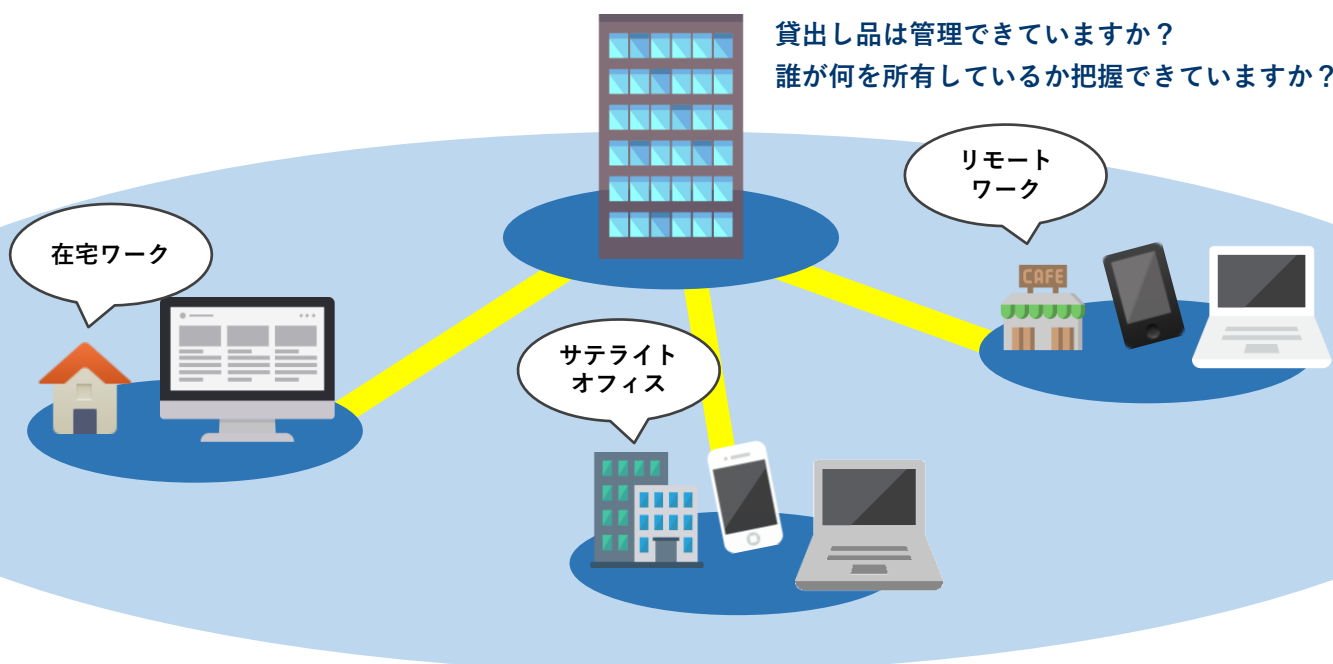 貸出し品は管理できていますか？
誰が何を所有しているか把握できていますか？
リモート
ワーク
在宅ワーク
CAFE
サテライト
オフィス